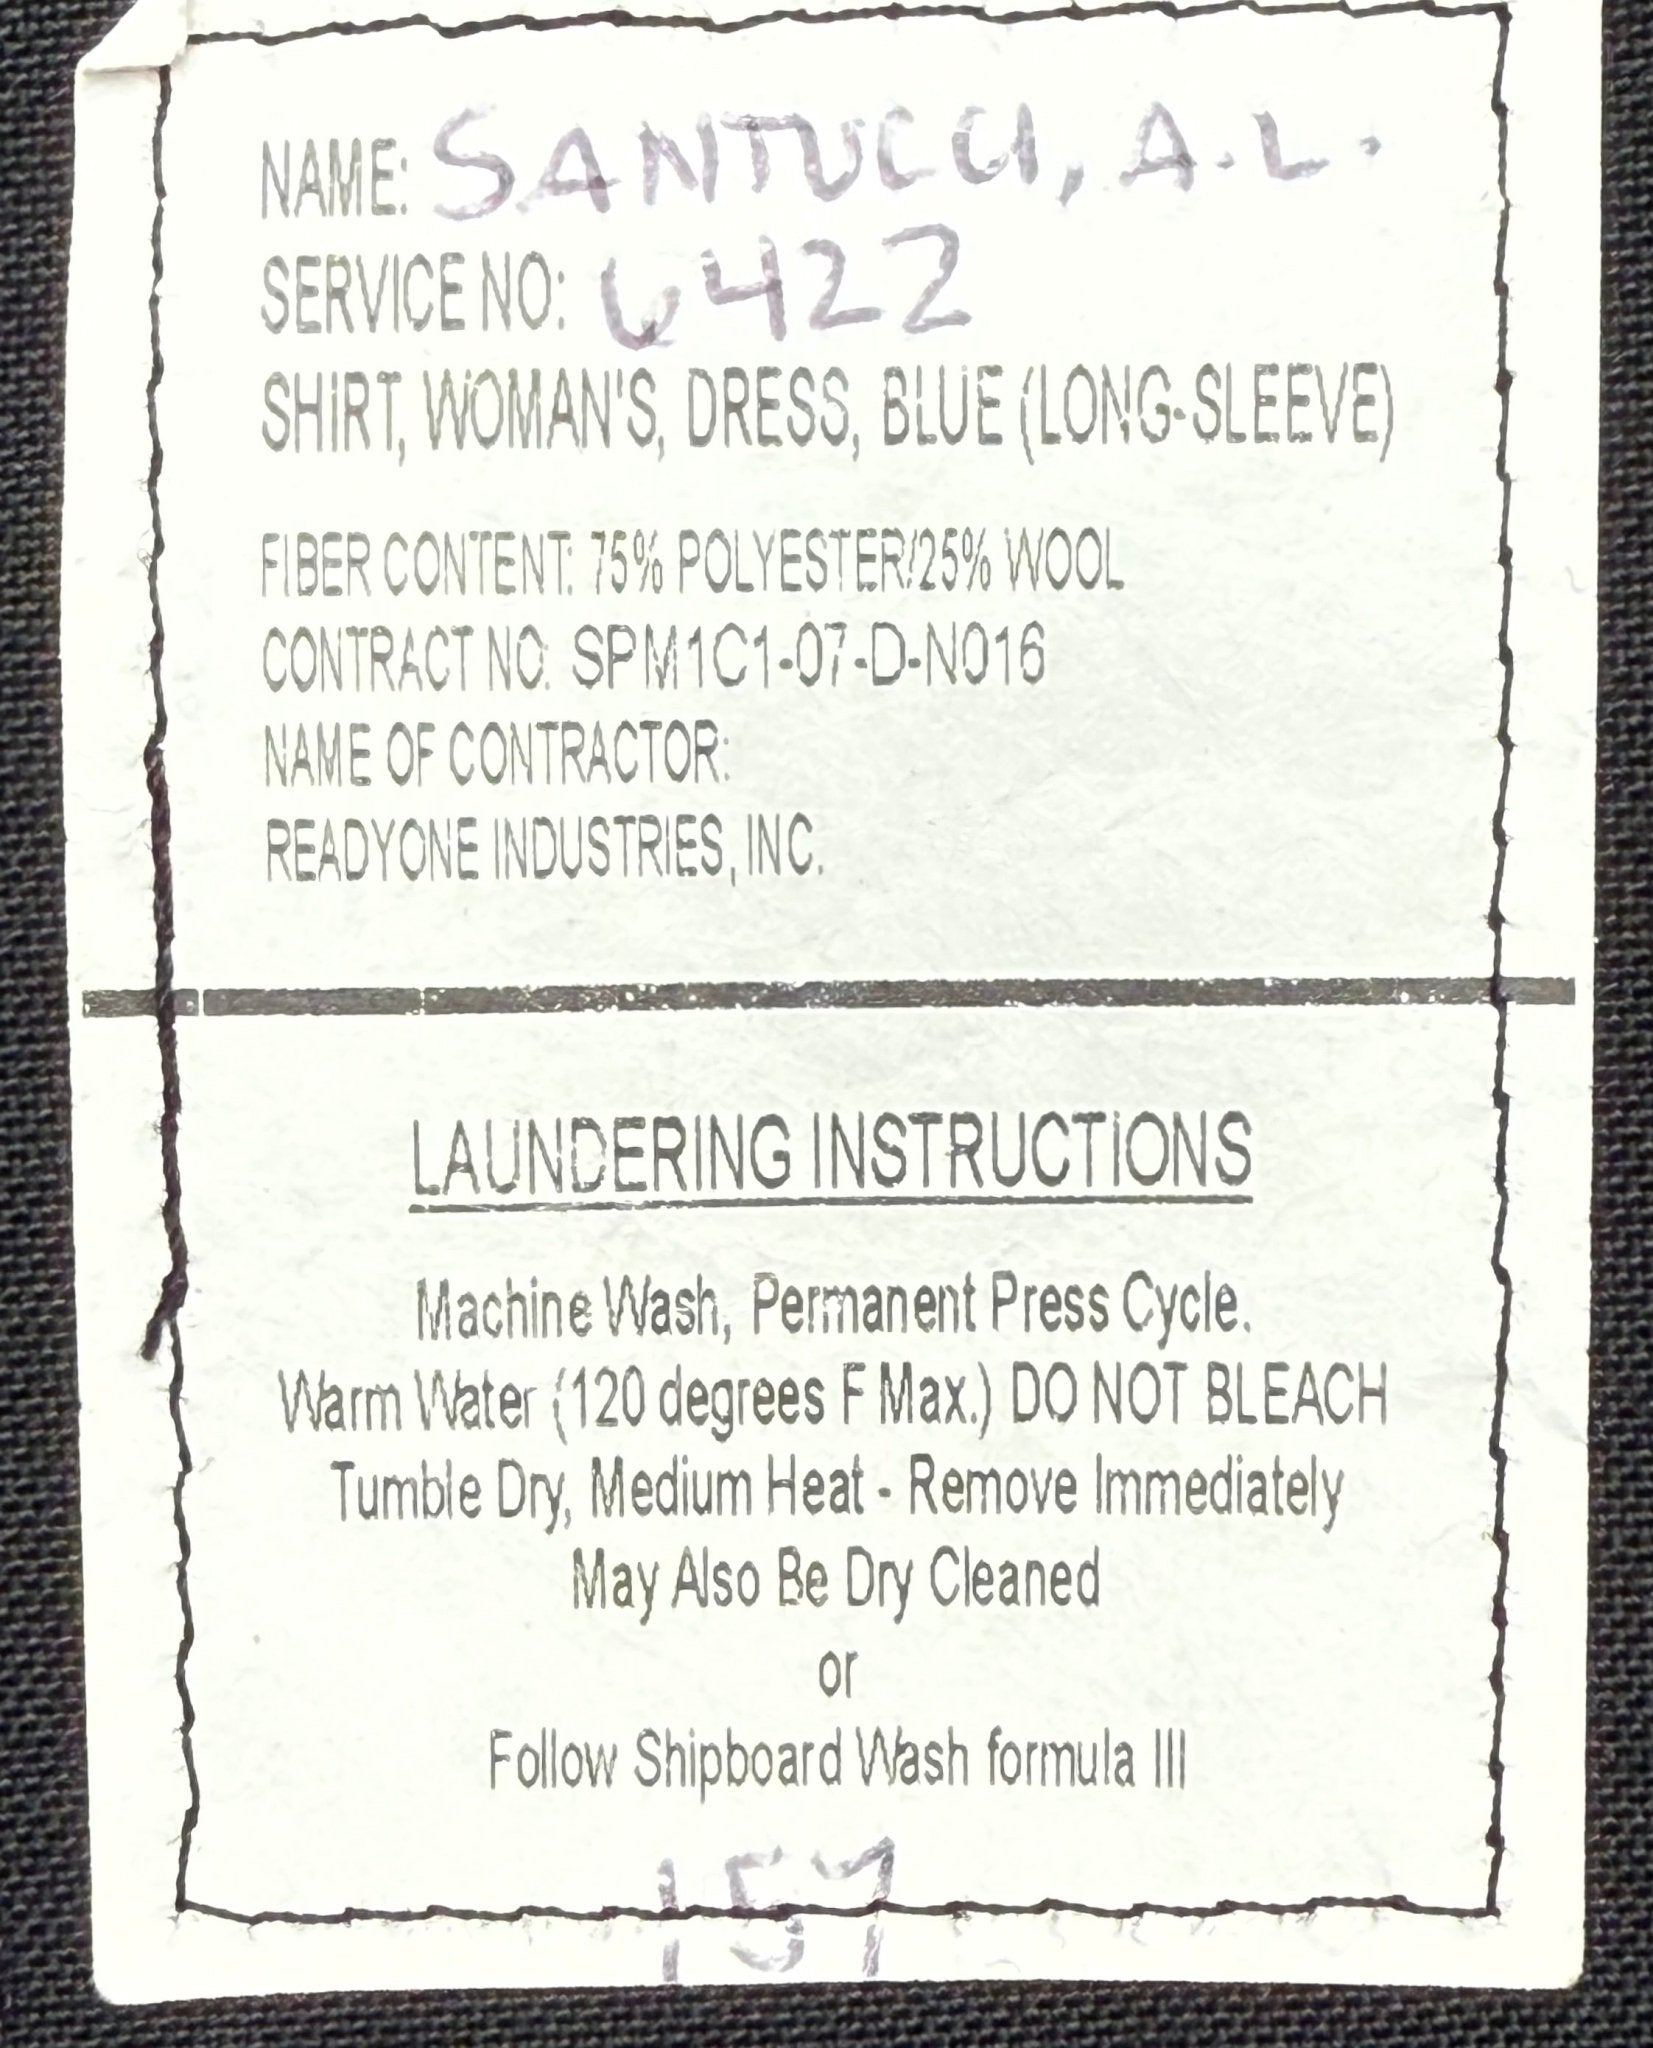 NAME: SANTUCCI, A.L.
SERVICE NO: 6422
SHIRT, WOMAN'S, DRESS, BLUE (LONG-SLEEVE)
FIBER CONTENT: 75% POLYESTER/25% WOOL
CONTRACT NO. SPM1C1-07-D-N016
NAME OF CONTRACTOR:
READYONE INDUSTRIES, INC.
LAUNDERING INSTRUCTIONS
Machine Wash, Permanent Press Cycle.
Warm Water (120 degrees F Max.) DO NOT BLEACH
Tumble Dry, Medium Heat - Remove Immediately
May Also Be Dry Cleaned
or
Follow Shipboard Wash formula III
157